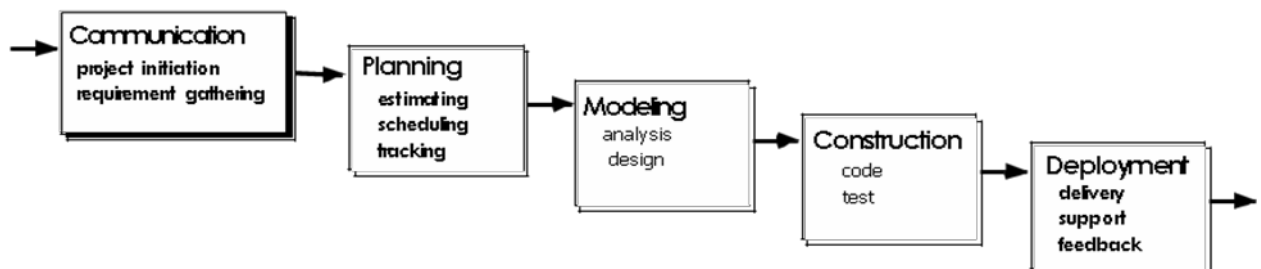 Communication
project initiation
requirement gathering
Planning
estimating
scheduling
tracking
Modeling
analysis
design
Construction
code
test
Deployment
delivery
support
feedback